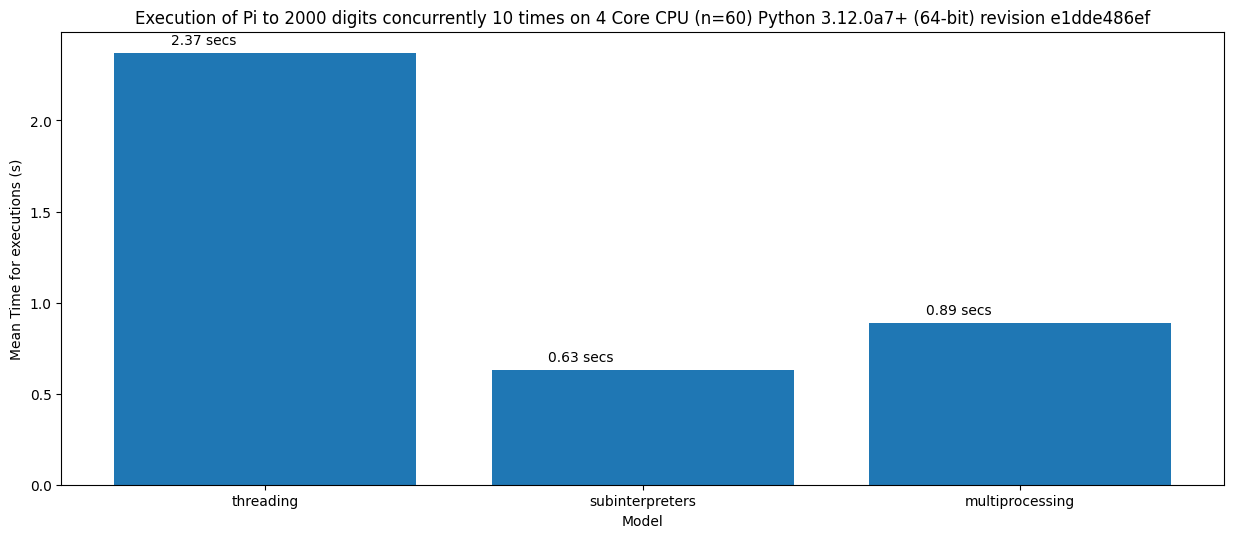 Execution of Pi to 2000 digits concurrently 10 times on 4 Core CPU (n=60) Python 3.12.0a7+ (64-bit) revision e1dde486ef
2.37 secs
0.63 secs
0.89 secs
Mean Time for executions (s)
2.0
1.5
1.0
0.5
0.0
threading
subinterpreters
multiprocessing
Model